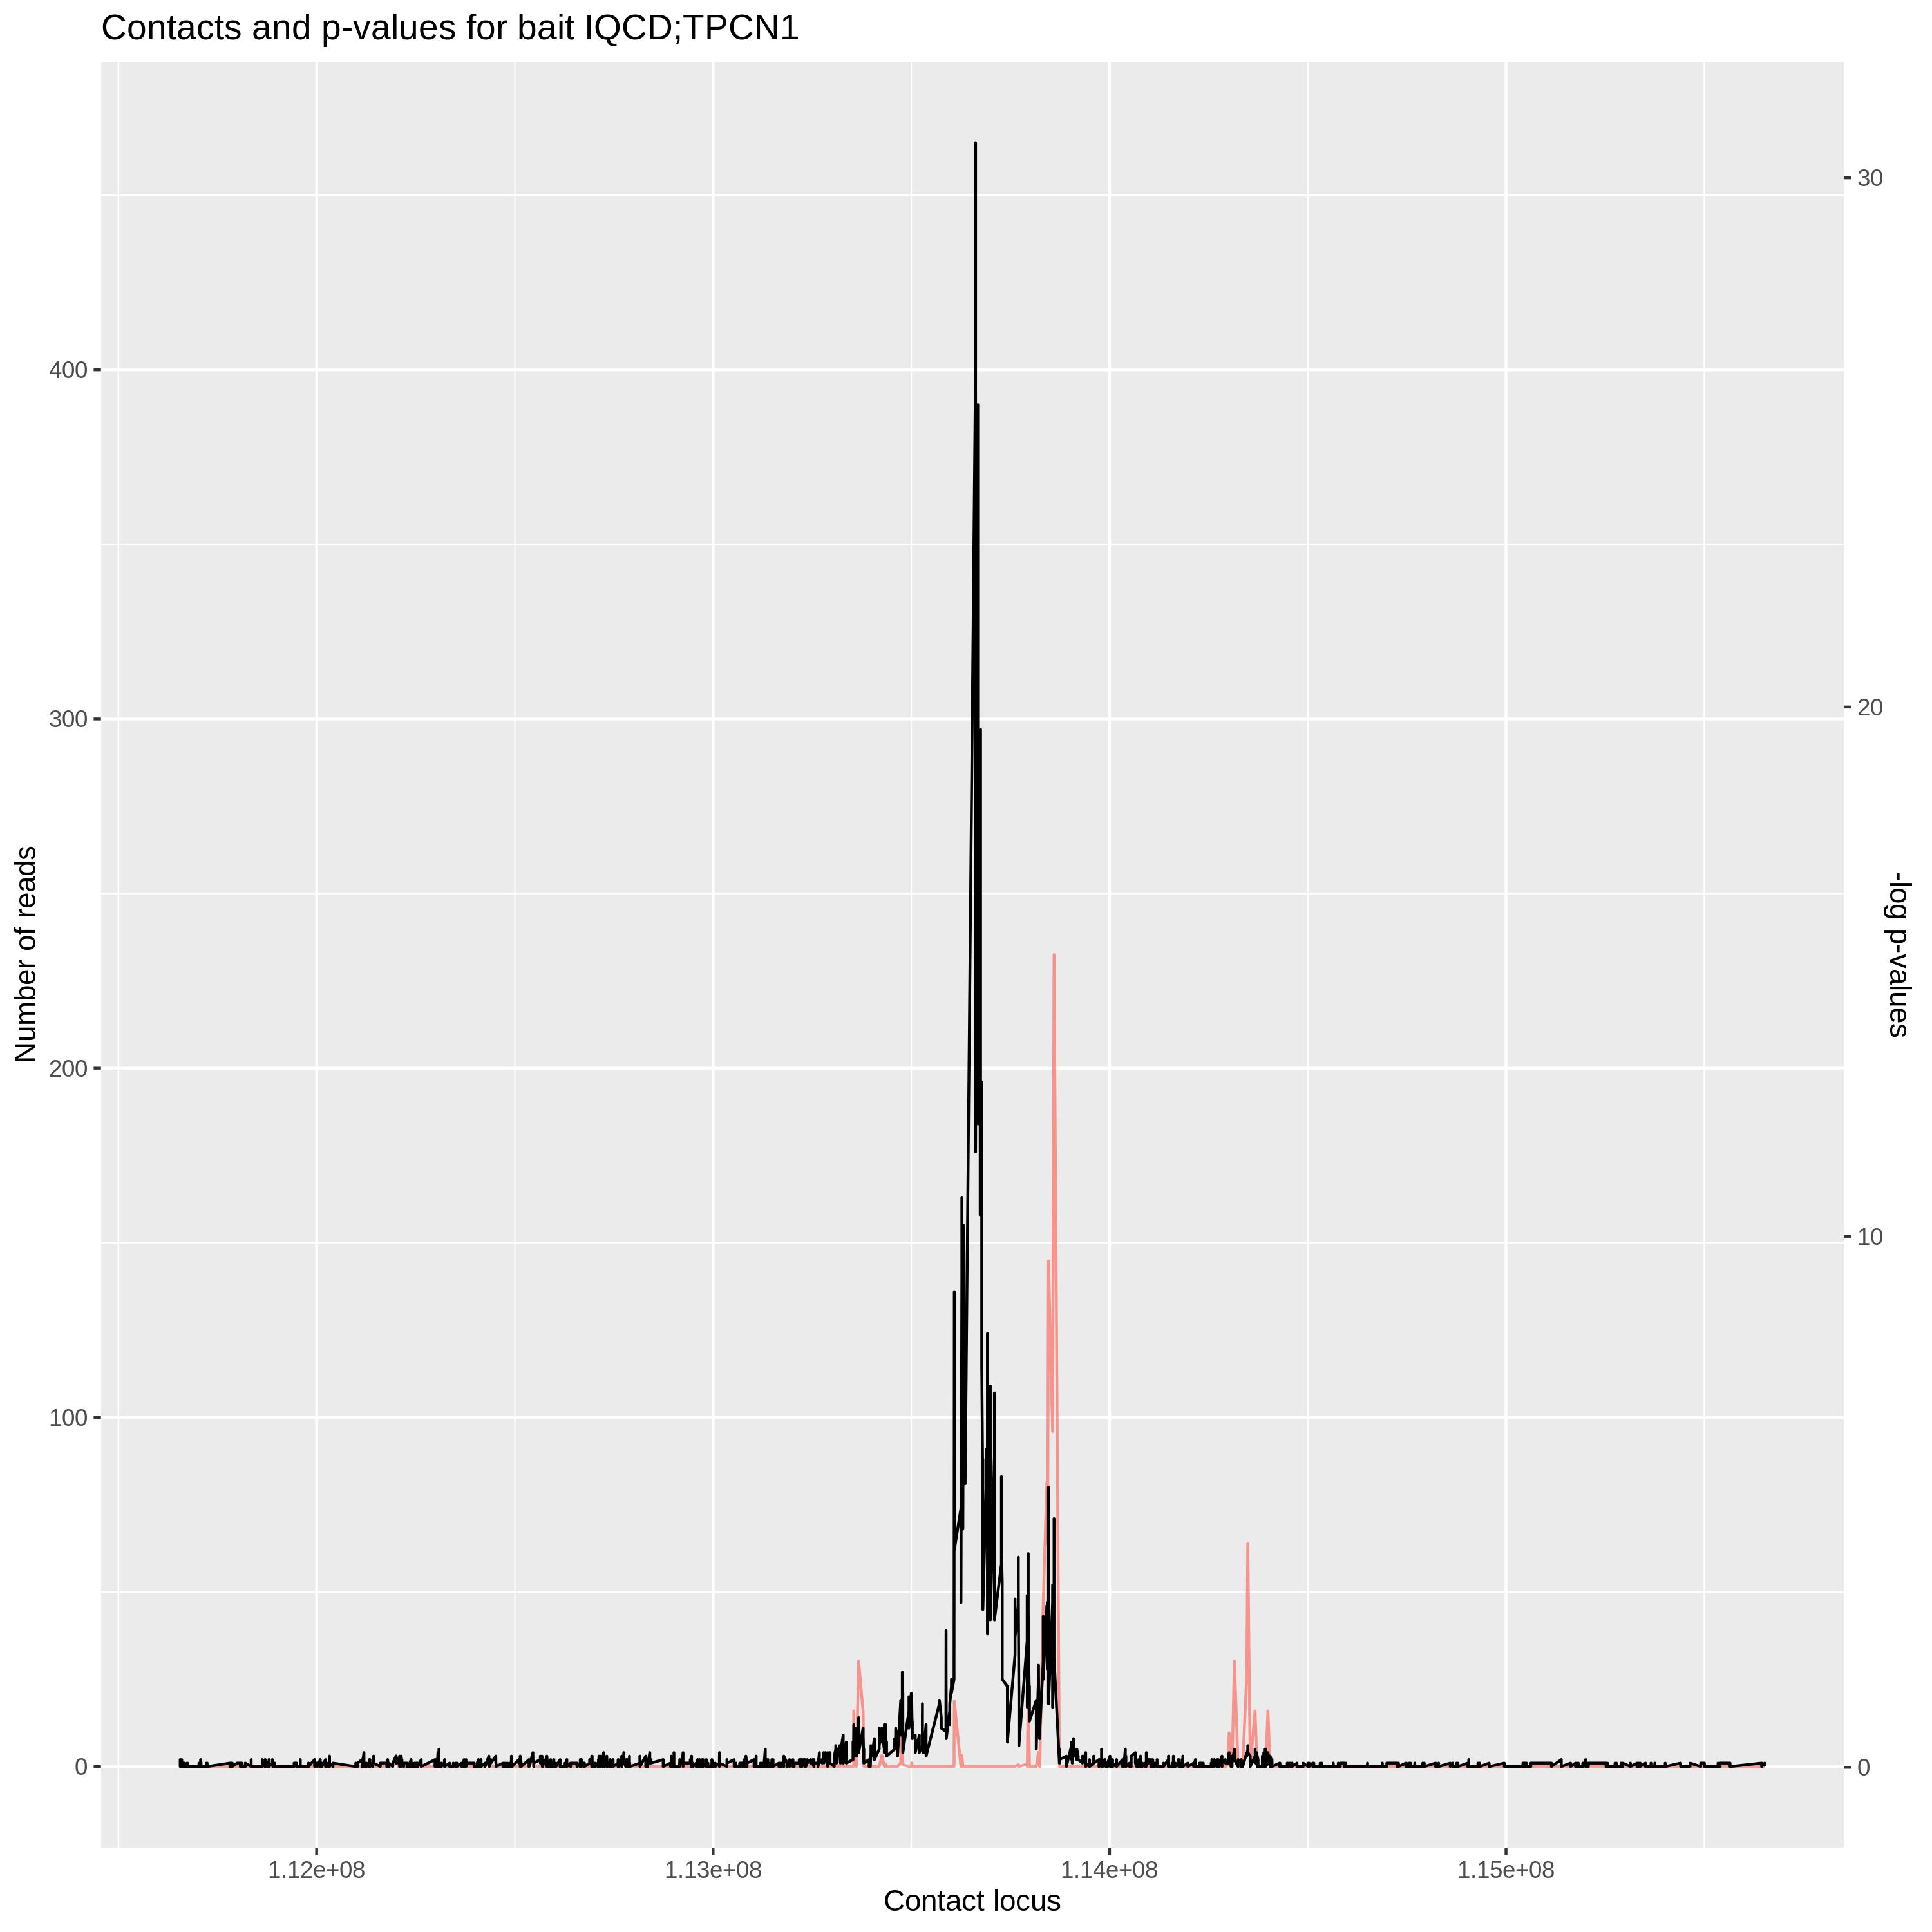 Contacts and p-values for bait IQCD;TPCN1
Number of reads
400
300
200
100
0
30
20
10
0
-log p-values
1.12e+08 1.13e+08 1.14e+08 1.15e+08
Contact locus